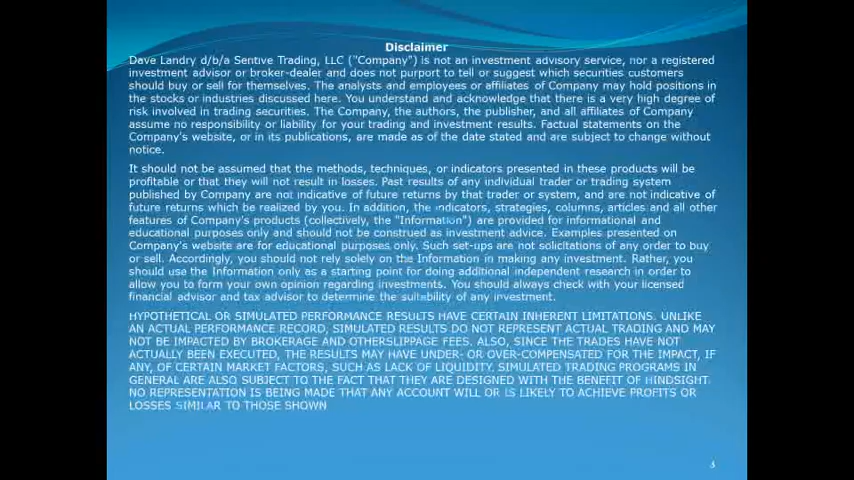 Disclaimer
Dave Landry d/b/a Sentive Trading, LLC ("Company") is not an investment advisory service, nor a registered
investment advisor or broker-dealer and does not purport to tell or suggest which securities customers
should buy or sell for themselves. The analysts and employees or affiliates of Company may hold positions in
the stocks or industries discussed here. You understand and acknowledge that there is a very high degree of
risk involved in trading securities. The Company, the authors, the publisher, and all affiliates of Company
assume no responsibility or liability for your trading and investment results. Factual statements on the
Company's website, or in its publications, are made as of the date stated and are subject to change without
notice.
It should not be assumed that the methods, techniques, or indicators presented in these products will be
profitable or that they will not result in losses. Past results of any individual trader or trading system
published by Company are not indicative of future returns by that trader or system, and are not indicative of
future returns which be realized by you. In addition, the indicators, strategies, columns, articles and all other
features of Company's products (collectively, the "Information") are provided for informational and
educational purposes only and should not be construed as investment advice. Examples presented on
Company's website are for educational purposes only. Such set-ups are not solicitations of any order to buy
or sell. Accordingly, you should not rely solely on the Information in making any investment. Rather, you
should use the Information only as a starting point for doing additional independent research in order to
allow you to form your own opinion regarding investments. You should always check with your licensed
financial advisor and tax advisor to determine the suitability of any investment.
HYPOTHETICAL OR SIMULATED PERFORMANCE RESULTS HAVE CERTAIN INHERENT LIMITATIONS. UNLIKE
AN ACTUAL PERFORMANCE RECORD, SIMULATED RESULTS DO NOT REPRESENT ACTUAL TRADING AND MAY
NOT BE IMPACTED BY BROKERAGE AND OTHERSLIPPAGE FEES. ALSO, SINCE THE TRADES HAVE NOT
ACTUALLY BEEN EXECUTED, THE RESULTS MAY HAVE UNDER- OR OVER-COMPENSATED FOR THE IMPACT, IF
ANY, OF CERTAIN MARKET FACTORS, SUCH AS LACK OF LIQUIDITY. SIMULATED TRADING PROGRAMS IN
GENERAL ARE ALSO SUBJECT TO THE FACT THAT THEY ARE DESIGNED WITH THE BENEFIT OF HINDSIGHT.
NO REPRESENTATION IS BEING MADE THAT ANY ACCOUNT WILL OR IS LIKELY TO ACHIEVE PROFITS OR
LOSSES SIMILAR TO THOSE SHOWN
3